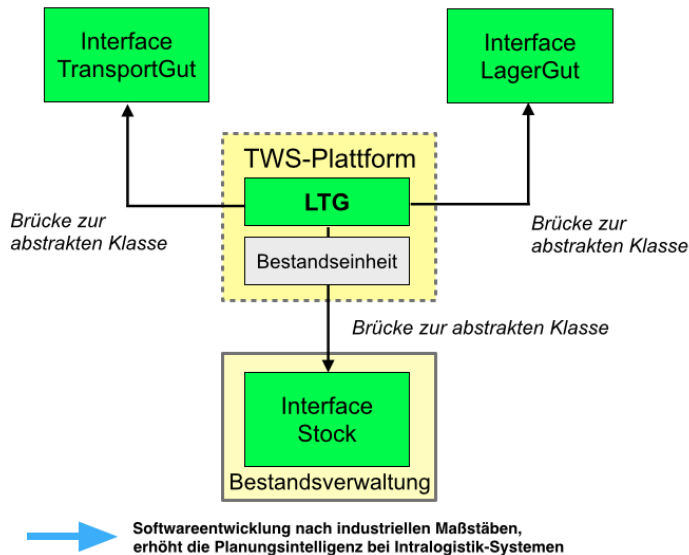 Interface
TransportGut
Interface
LagerGut
TWS-Plattform
LTG
Bestandseinheit
Brücke zur
abstrakten Klasse
Brücke zur
abstrakten Klasse
Brücke zur abstrakten Klasse
Interface
Stock
Bestandsverwaltung
Softwareentwicklung nach industriellen Maßstäben,
erhöht die Planungsintelligenz bei Intralogistik-Systemen